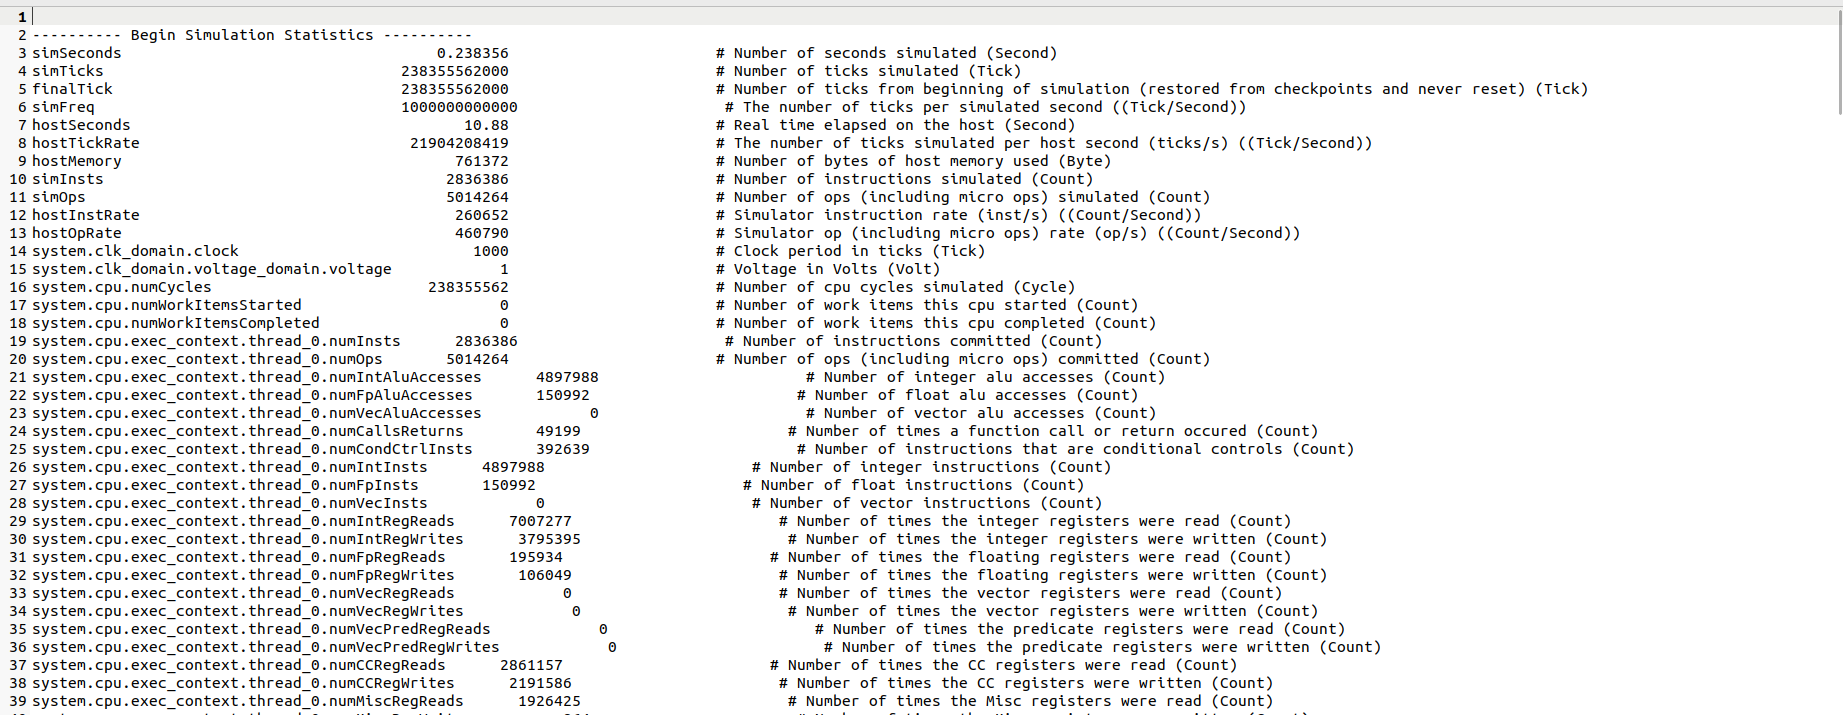 1
2 ---------- Begin Simulation Statistics ----------
3 simSeconds 0.238356 # Number of seconds simulated (Second)
4 simTicks 238355562000 # Number of ticks simulated (Tick)
5 finalTick 238355562000 # Number of ticks from beginning of simulation (restored from checkpoints and never reset) (Tick)
6 simFreq 1000000000000 # The number of ticks per simulated second ((Tick/Second))
7 hostSeconds 10.88 # Real time elapsed on the host (Second)
8 hostTickRate 21904208419 # The number of ticks simulated per host second (ticks/s) ((Tick/Second))
9 hostMemory 761372 # Number of bytes of host memory used (Byte)
10 simInsts 2836386 # Number of instructions simulated (Count)
11 simOps 5014264 # Number of ops (including micro ops) simulated (Count)
12 hostInstRate 260652 # Simulator instruction rate (inst/s) ((Count/Second))
13 hostOpRate 460790 # Simulator op (including micro ops) rate (op/s) ((Count/Second))
14 system.clk_domain.clock 1000 # Clock period in ticks (Tick)
15 system.clk_domain.voltage_domain.voltage 1 # Voltage in Volts (Volt)
16 system.cpu.numCycles 238355562 # Number of cpu cycles simulated (Cycle)
17 system.cpu.numWorkItemsStarted 0 # Number of work items this cpu started (Count)
18 system.cpu.numWorkItemsCompleted 0 # Number of work items this cpu completed (Count)
19 system.cpu.exec_context.thread_0.numInsts 2836386 # Number of instructions committed (Count)
20 system.cpu.exec_context.thread_0.numOps 5014264 # Number of ops (including micro ops) committed (Count)
21 system.cpu.exec_context.thread_0.numIntAluAccesses 4897988 # Number of integer alu accesses (Count)
22 system.cpu.exec_context.thread_0.numFpAluAccesses 150992 # Number of float alu accesses (Count)
23 system.cpu.exec_context.thread_0.numVecAluAccesses 0 # Number of vector alu accesses (Count)
24 system.cpu.exec_context.thread_0.numCallsReturns 49199 # Number of times a function call or return occured (Count)
25 system.cpu.exec_context.thread_0.numCondCtrlInsts 392639 # Number of instructions that are conditional controls (Count)
26 system.cpu.exec_context.thread_0.numIntInsts 4897988 # Number of integer instructions (Count)
27 system.cpu.exec_context.thread_0.numFpInsts 150992 # Number of float instructions (Count)
28 system.cpu.exec_context.thread_0.numVecInsts 0 # Number of vector instructions (Count)
29 system.cpu.exec_context.thread_0.numIntRegReads 7007277 # Number of times the integer registers were read (Count)
30 system.cpu.exec_context.thread_0.numIntRegWrites 3795395 # Number of times the integer registers were written (Count)
31 system.cpu.exec_context.thread_0.numFpRegReads 195934 # Number of times the floating registers were read (Count)
32 system.cpu.exec_context.thread_0.numFpRegWrites 106049 # Number of times the floating registers were written (Count)
33 system.cpu.exec_context.thread_0.numVecRegReads 0 # Number of times the vector registers were read (Count)
34 system.cpu.exec_context.thread_0.numVecRegWrites 0 # Number of times the vector registers were written (Count)
35 system.cpu.exec_context.thread_0.numVecPredRegReads 0 # Number of times the predicate registers were read (Count)
36 system.cpu.exec_context.thread_0.numVecPredRegWrites 0 # Number of times the predicate registers were written (Count)
37 system.cpu.exec_context.thread_0.numCCRegReads 2861157 # Number of times the CC registers were read (Count)
38 system.cpu.exec_context.thread_0.numCCRegWrites 2191586 # Number of times the CC registers were written (Count)
39 system.cpu.exec_context.thread_0.numMiscRegReads 1926425 # Number of times the Misc registers were read (Count)